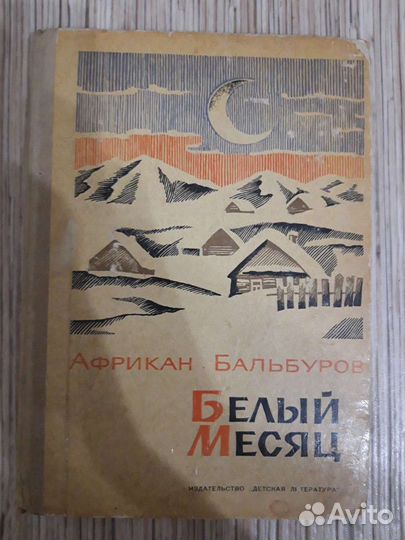 Африкан Бальбуров
Белый
Месяц
Издательство „Детская литература"
Avito